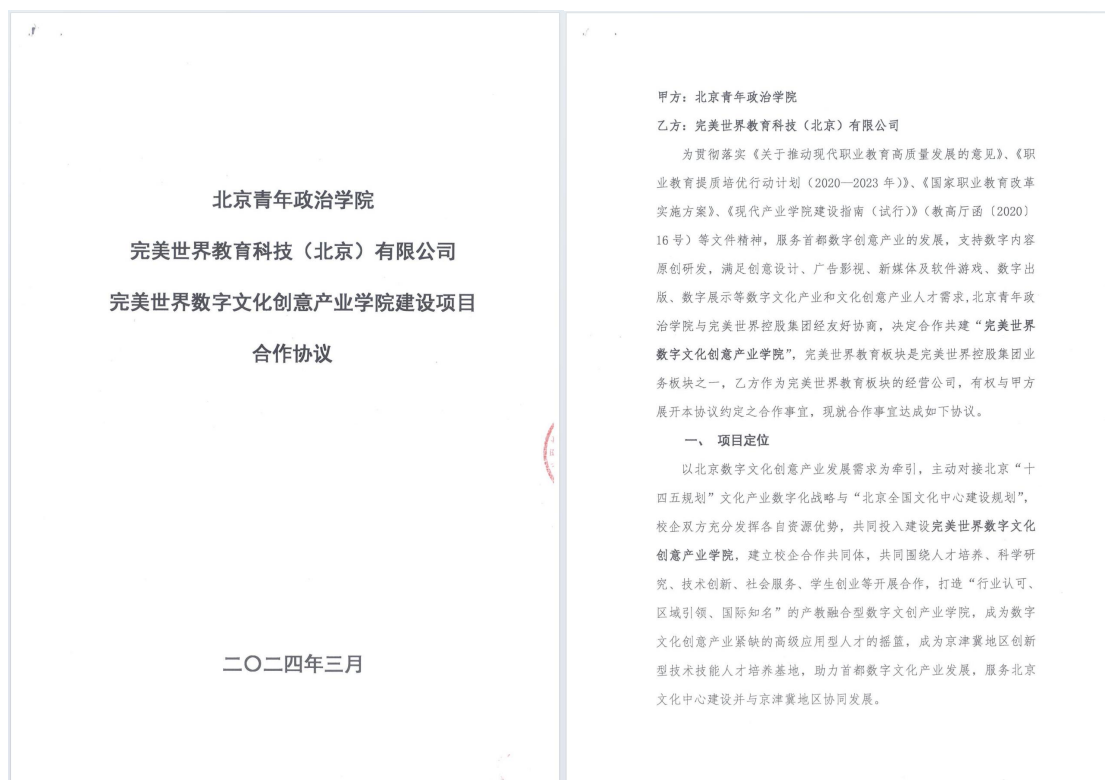 北京青年政治学院
完美世界教育科技（北京）有限公司
完美世界数字文化创意产业学院建设项目
合作协议
二〇二四年三月
甲方：北京青年政治学院
乙方：完美世界教育科技（北京）有限公司
为贯彻落实《关于推动现代职业教育高质量发展的意见》、《职
业教育提质培优行动计划（2020—2023 年）》、《国家职业教育改革
实施方案》、《现代产业学院建设指南（试行）》（教高厅函〔2020〕
16 号）等文件精神，服务首都数字创意产业的发展，支持数字内容
原创研发，满足创意设计、广告影视、新媒体及软件游戏、数字出
版、数字展示等数字文化产业和文化创意产业人才需求,北京青年政
治学院与完美世界控股集团经友好协商，决定合作共建“完美世界
数字文化创意产业学院”，完美世界教育板块是完美世界控股集团业
务板块之一，乙方作为完美世界教育板块的经营公司，有权与甲方
展开本协议约定之合作事宜，现就合作事宜达成如下协议。
一、 项目定位
以北京数字文化创意产业发展需求为牵引，主动对接北京“十
四五规划”文化产业数字化战略与“北京全国文化中心建设规划”，
校企双方充分发挥各自资源优势，共同投入建设完美世界数字文化
创意产业学院，建立校企合作共同体，共同围绕人才培养、科学研
究、技术创新、社会服务、学生创业等开展合作，打造“行业认可、
区域引领、国际知名”的产教融合型数字文创产业学院，成为数字
文化创意产业紧缺的高级应用型人才的摇篮，成为京津冀地区创新
型技术技能人才培养基地，助力首都数字文化产业发展，服务北京
文化中心建设并与京津冀地区协同发展。